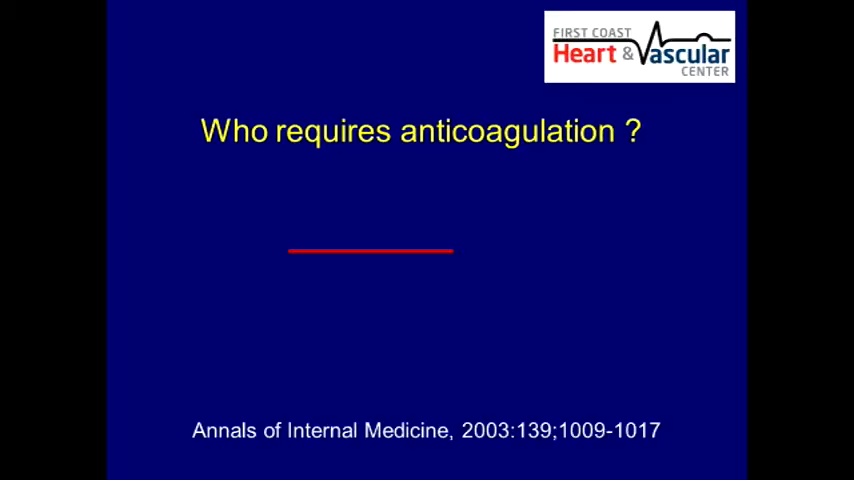 FIRST COAST
Heart & Vascular
CENTER
Who requires anticoagulation ?
Annals of Internal Medicine, 2003:139;1009-1017